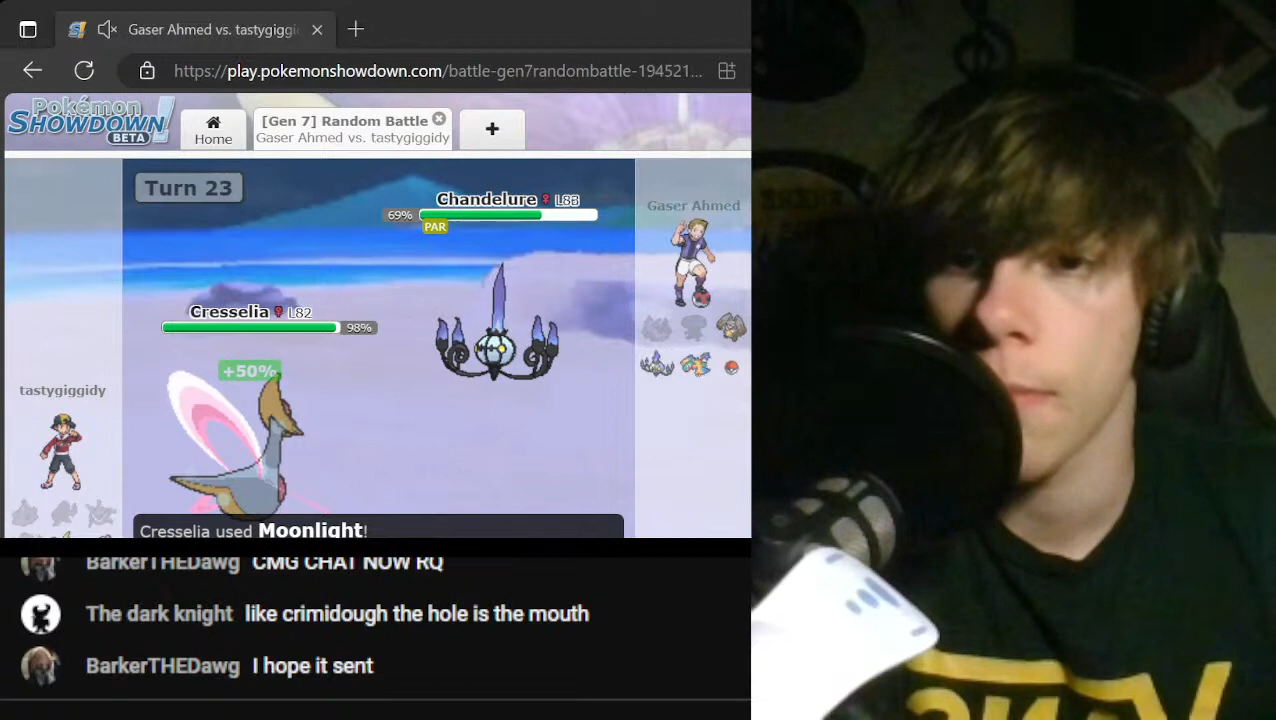 Gaser Ahmed vs. tastygiggi
https://play.pokemonshowdown.com/battle-gen7randombattle-194521...
Pokémon
SHOWDOWN!
BETA
Home
[Gen 7] Random Battle
Gaser Ahmed vs. tastygiggidy
Turn 23
Chandelure L83
69%
PAR
Gaser Ahmed
Cresselia L82
98%
+50%
tastygiggidy
Cresselia used Moonlight!
BarkerTHEDawg CMG CHAT NOW RQ
The dark knight like crimidough the hole is the mouth
BarkerTHEDawg I hope it sent